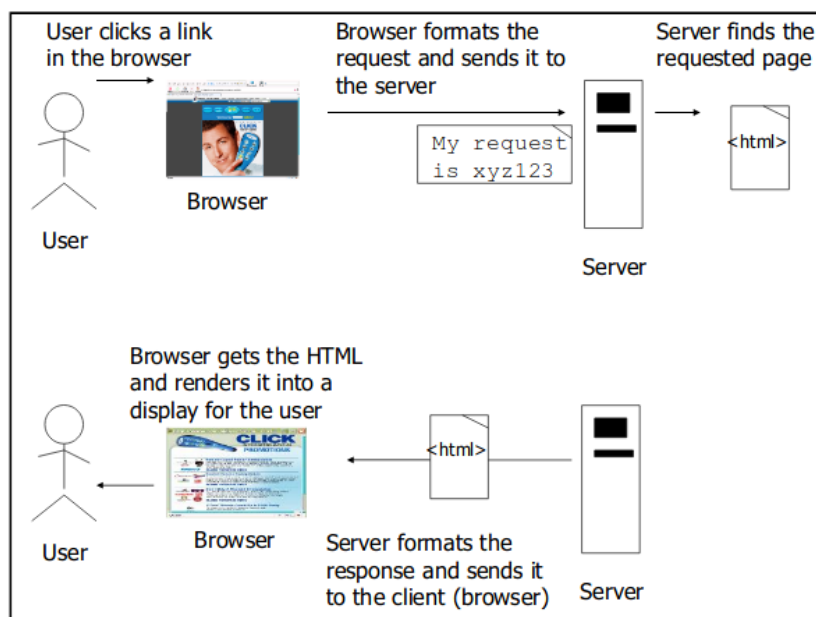 User clicks a link
in the browser
Browser formats the
request and sends it to
the server
Server finds the
requested page
My request
is xyz123
<html>
CLICK
Browser
User
Server
Browser gets the HTML
and renders it into a
display for the user
CLICK
PROMOTIONS
<html>
User
Browser
Server formats the
response and sends it
to the client (browser)
Server